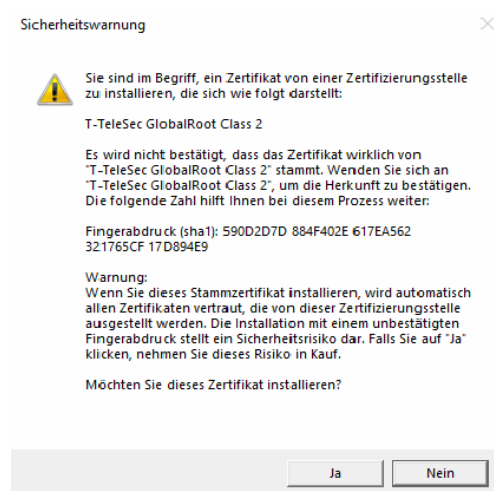 Sicherheitswarnung
Sie sind im Begriff, ein Zertifikat von einer Zertifizierungsstelle
zu installieren, die sich wie folgt darstellt:
T-TeleSec GlobalRoot Class 2
Es wird nicht bestätigt, dass das Zertifikat wirklich von
"T-TeleSec GlobalRoot Class 2" stammt. Wenden Sie sich an
"T-TeleSec GlobalRoot Class 2", um die Herkunft zu bestätigen.
Die folgende Zahl hilft Ihnen bei diesem Prozess weiter:
Fingerabdruck (sha1): 590D2D7D 884F402E 617EA562
321765CF 17D894E9
Warnung:
Wenn Sie dieses Stammzertifikat installieren, wird automatisch
allen Zertifikaten vertraut, die von dieser Zertifizierungsstelle
ausgestellt werden. Die Installation mit einem unbestätigten
Fingerabdruck stellt ein Sicherheitsrisiko dar. Falls Sie auf "Ja"
klicken, nehmen Sie dieses Risiko in Kauf.
Möchten Sie dieses Zertifikat installieren?
Ja
Nein